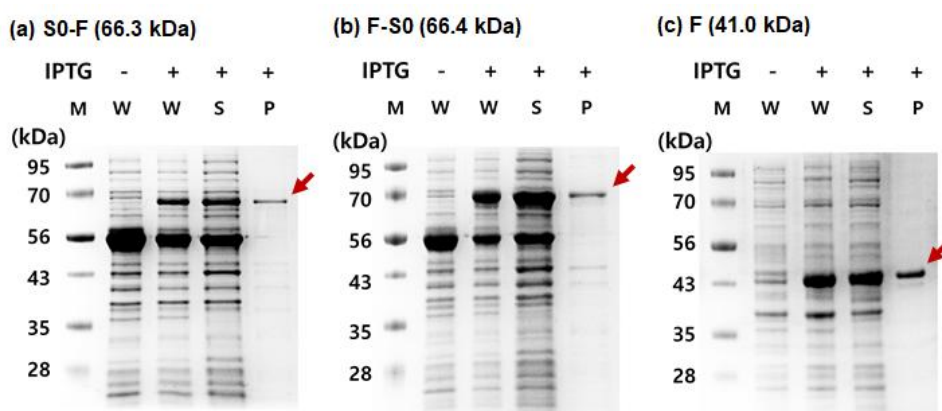 (a) S0-F (66.3 kDa)
IPTG - + + +
M W W S P
(kDa)
95
70
56
43
35
28
(b) F-S0 (66.4 kDa)
IPTG - + + +
M W W S P
(kDa)
95
70
56
43
35
28
(c) F (41.0 kDa)
IPTG - + + +
M W W S P
(kDa)
95
70
56
43
35
28